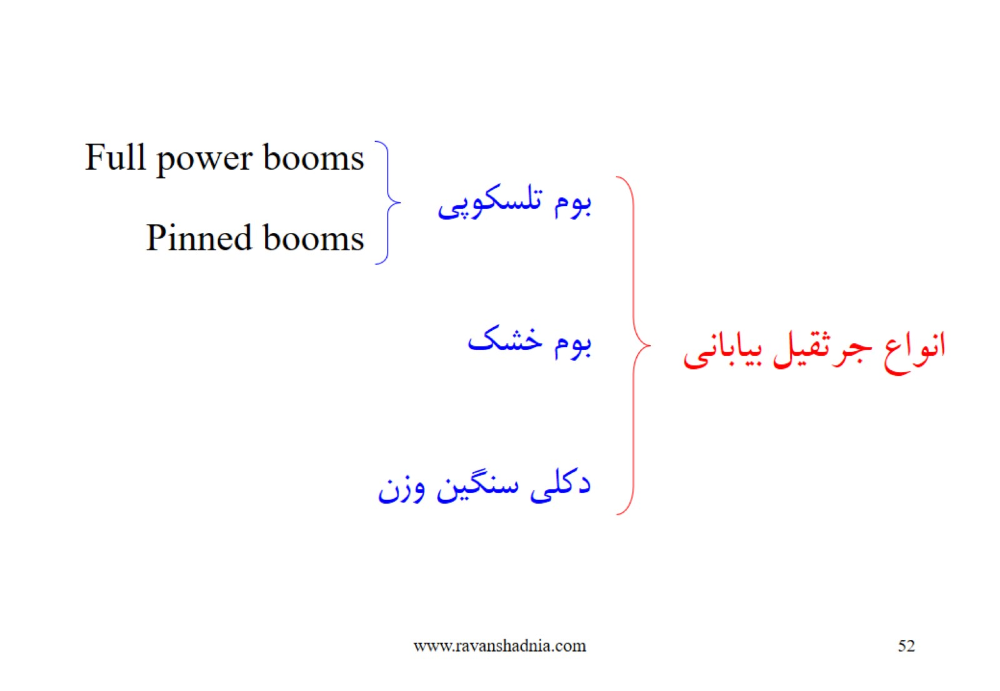 انواع جرثقیل بیابانی
بوم تلسکوپی
Full power booms
Pinned booms
بوم خشک
دکلی سنگین وزن
www.ravanshadnia.com
52